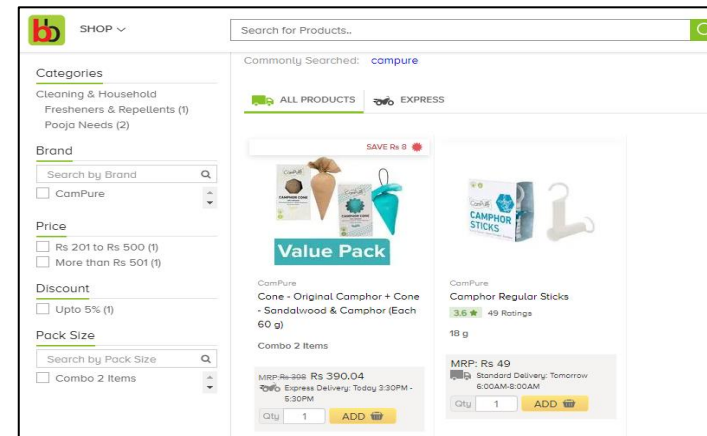 bb
SHOP
Search for Products..
Commonly Searched: campure
Categories
Cleaning & Household
Fresheners & Repellents (1)
Pooja Needs (2)
Brand
Search by Brand
CamPure
Price
Rs 201 to Rs 500 (1)
More than Rs 501 (1)
Discount
Upto 5% (1)
Pack Size
Search by Pack Size
Combo 2 Items
ALL PRODUCTS EXPRESS
SAVE Rs 8
CAMPHOR CONE
Value Pack
CamPure
Cone - Original Camphor + Cone
- Sandalwood & Camphor (Each
60 g)
Combo 2 Items
MRP: Rs 398 Rs 390.04
Express Delivery: Today 3:30PM -
5:30PM
Qty 1 ADD
CamPure
CAMPHOR
STICKS
CamPure
Camphor Regular Sticks
3.6 ★ 49 Ratings
18 g
MRP: Rs 49
Standard Delivery: Tomorrow
6:00AM-8:00AM
Qty 1 ADD